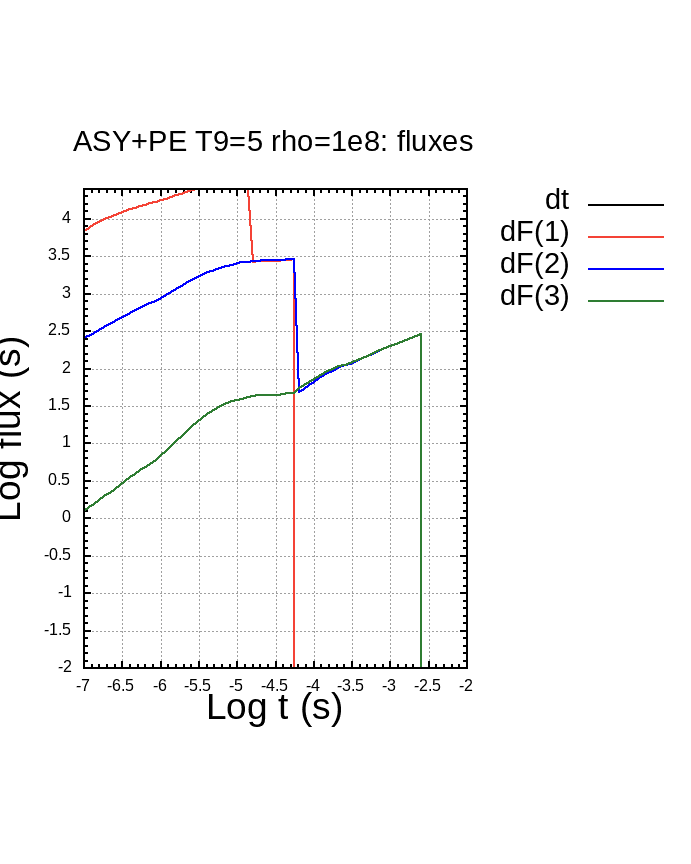 ASY+PE T9=5 rho=1e8: fluxes
dt
dF(1)
dF(2)
dF(3)
Log flux (s)
4
3.5
3
2.5
2
1.5
1
0.5
0
-0.5
-1
-1.5
-2
-7 -6.5 -6 -5.5 -5 -4.5 -4 -3.5 -3 -2.5 -2
Log t (s)